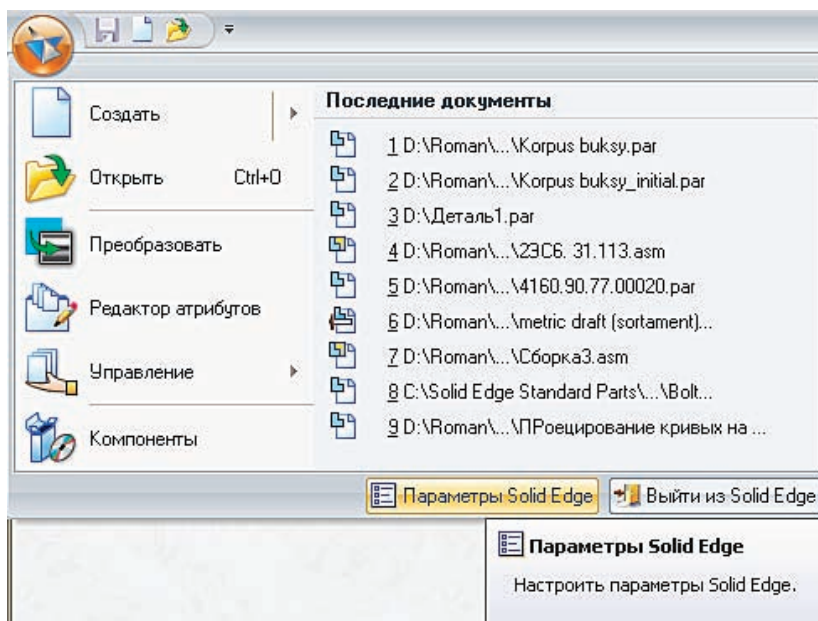 Создать
Открыть Ctrl+O
Преобразовать
Редактор атрибутов
Управление
Компоненты
Последние документы
1 D:\Roman\...\Korpus buksy.par
2 D:\Roman\...\Korpus buksy_initial.par
3 D:\Деталь1.par
4 D:\Roman\...\2ЭС6. 31.113.asm
5 D:\Roman\...\4160.90.77.00020.par
6 D:\Roman\...\metric draft (sortament)...
7 D:\Roman\...\Сборка3.asm
8 C:\Solid Edge Standard Parts\...\Bolt...
9 D:\Roman\...\ПРоецирование кривых на ...
Параметры Solid Edge Выйти из Solid Edge
Параметры Solid Edge
Настроить параметры Solid Edge.